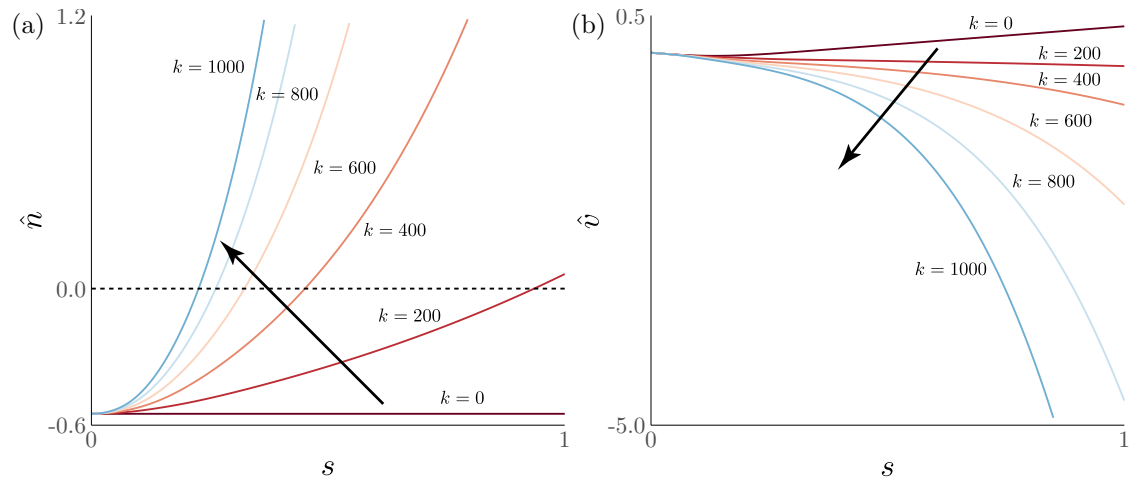 (a)
1.2
k = 1000
k = 800
k = 600
k = 400
n̂
0.0
k = 200
k = 0
-0.6
0
1
s
(b)
0.5
k = 0
k = 200
k = 400
k = 600
k = 800
v̂
k = 1000
-5.0
0
1
s